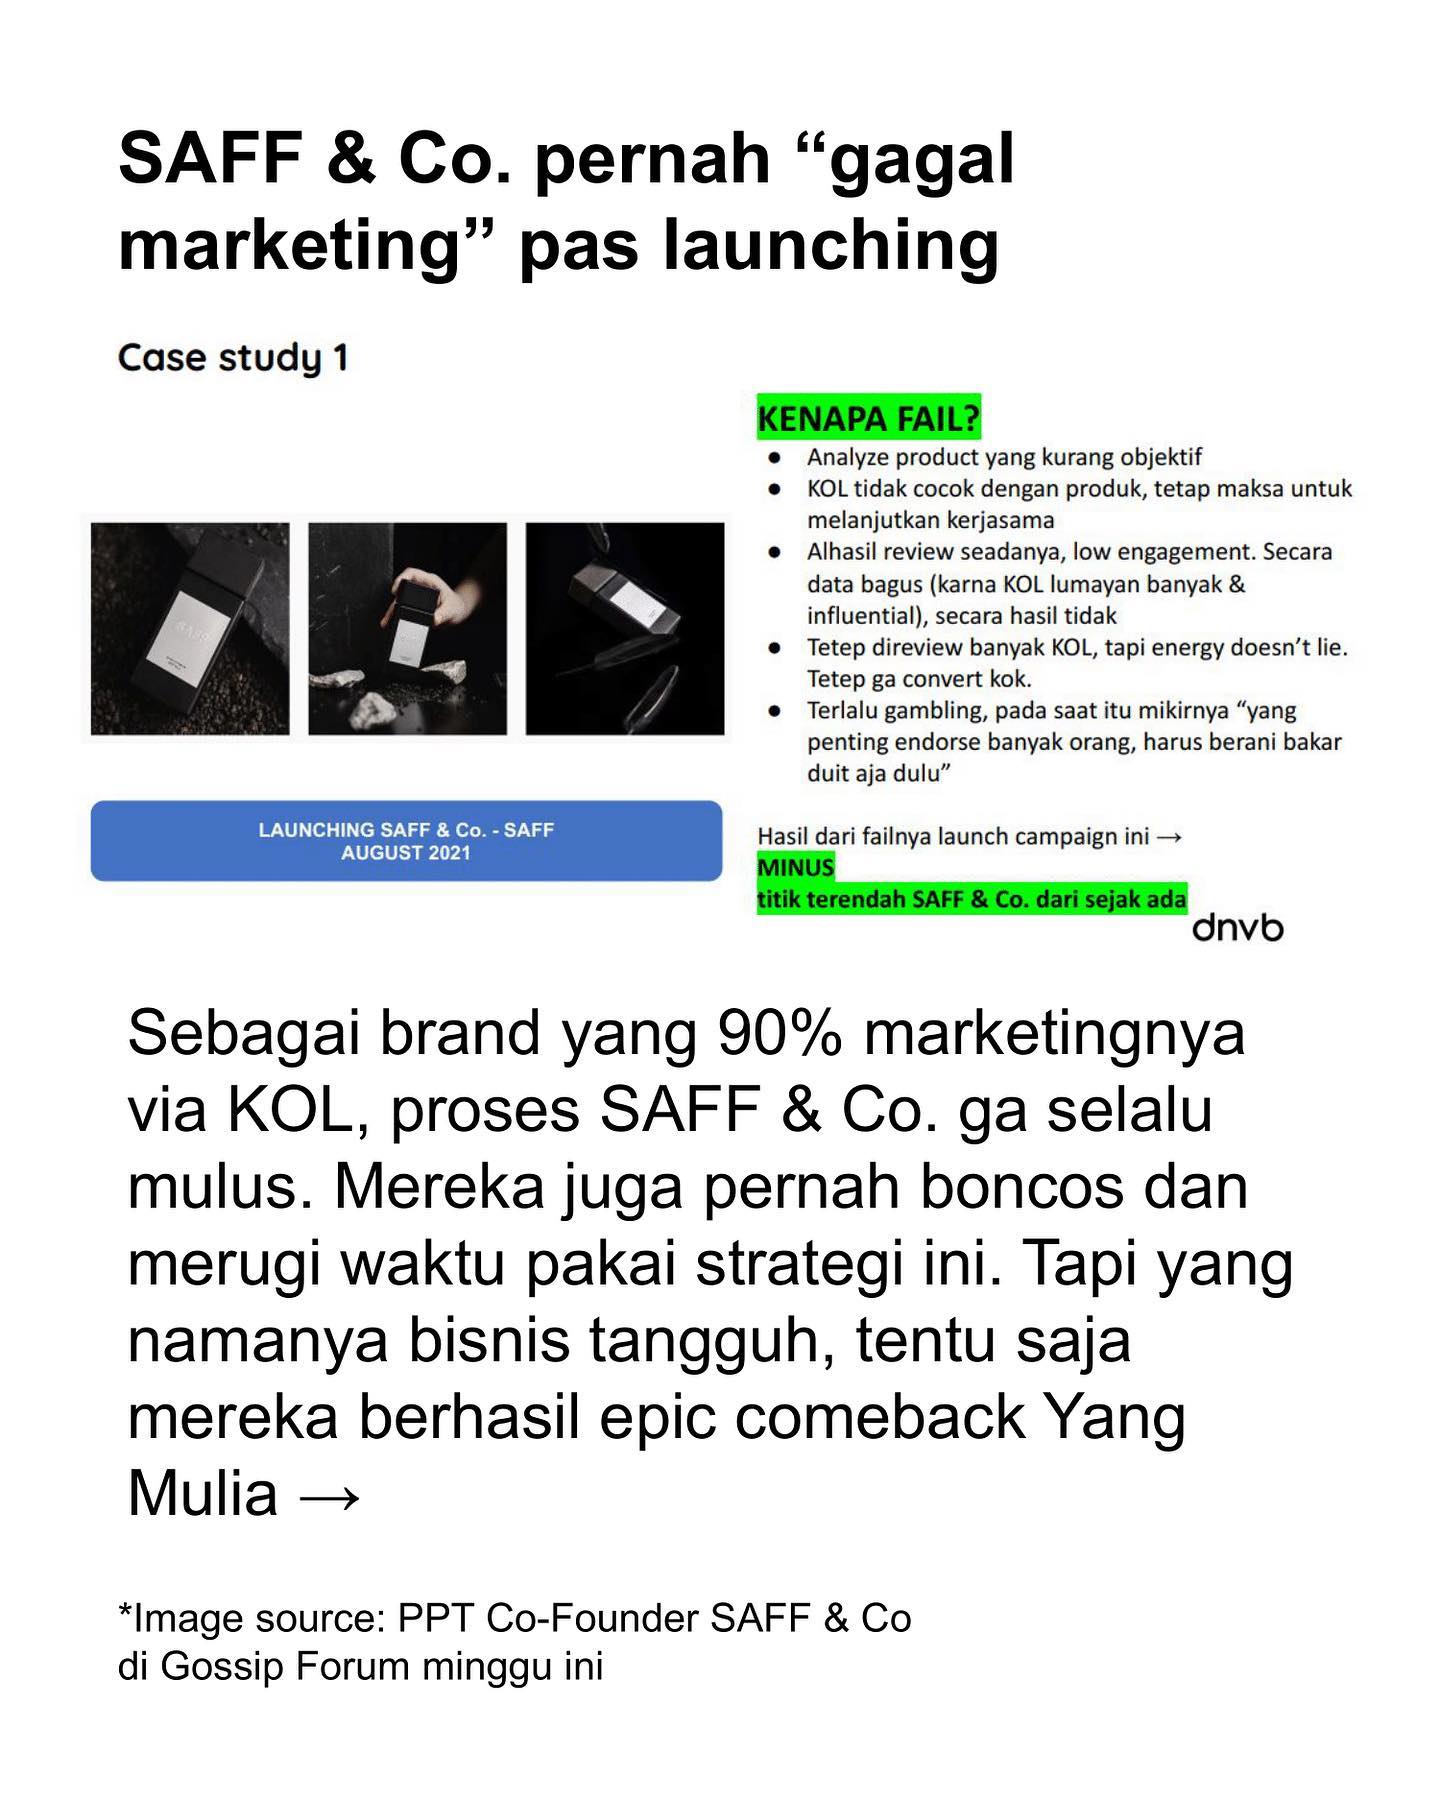 SAFF & Co. pernah “gagal
marketing” pas launching
Case study 1
LAUNCHING SAFF & Co. - SAFF
AUGUST 2021
KENAPA FAIL?
● Analyze product yang kurang objektif
● KOL tidak cocok dengan produk, tetap maksa untuk
melanjutkan kerjasama
● Alhasil review seadanya, low engagement. Secara
data bagus (karna KOL lumayan banyak &
influential), secara hasil tidak
● Tetep direview banyak KOL, tapi energy doesn’t lie.
Tetep ga convert kok.
● Terlalu gambling, pada saat itu mikirnya “yang
penting endorse banyak orang, harus berani bakar
duit aja dulu”
Hasil dari failnya launch campaign ini →
MINUS
titik terendah SAFF & Co. dari sejak ada
dnvb
Sebagai brand yang 90% marketingnya
via KOL, proses SAFF & Co. ga selalu
mulus. Mereka juga pernah boncos dan
merugi waktu pakai strategi ini. Tapi yang
namanya bisnis tangguh, tentu saja
mereka berhasil epic comeback Yang
Mulia →
*Image source: PPT Co-Founder SAFF & Co
di Gossip Forum minggu ini